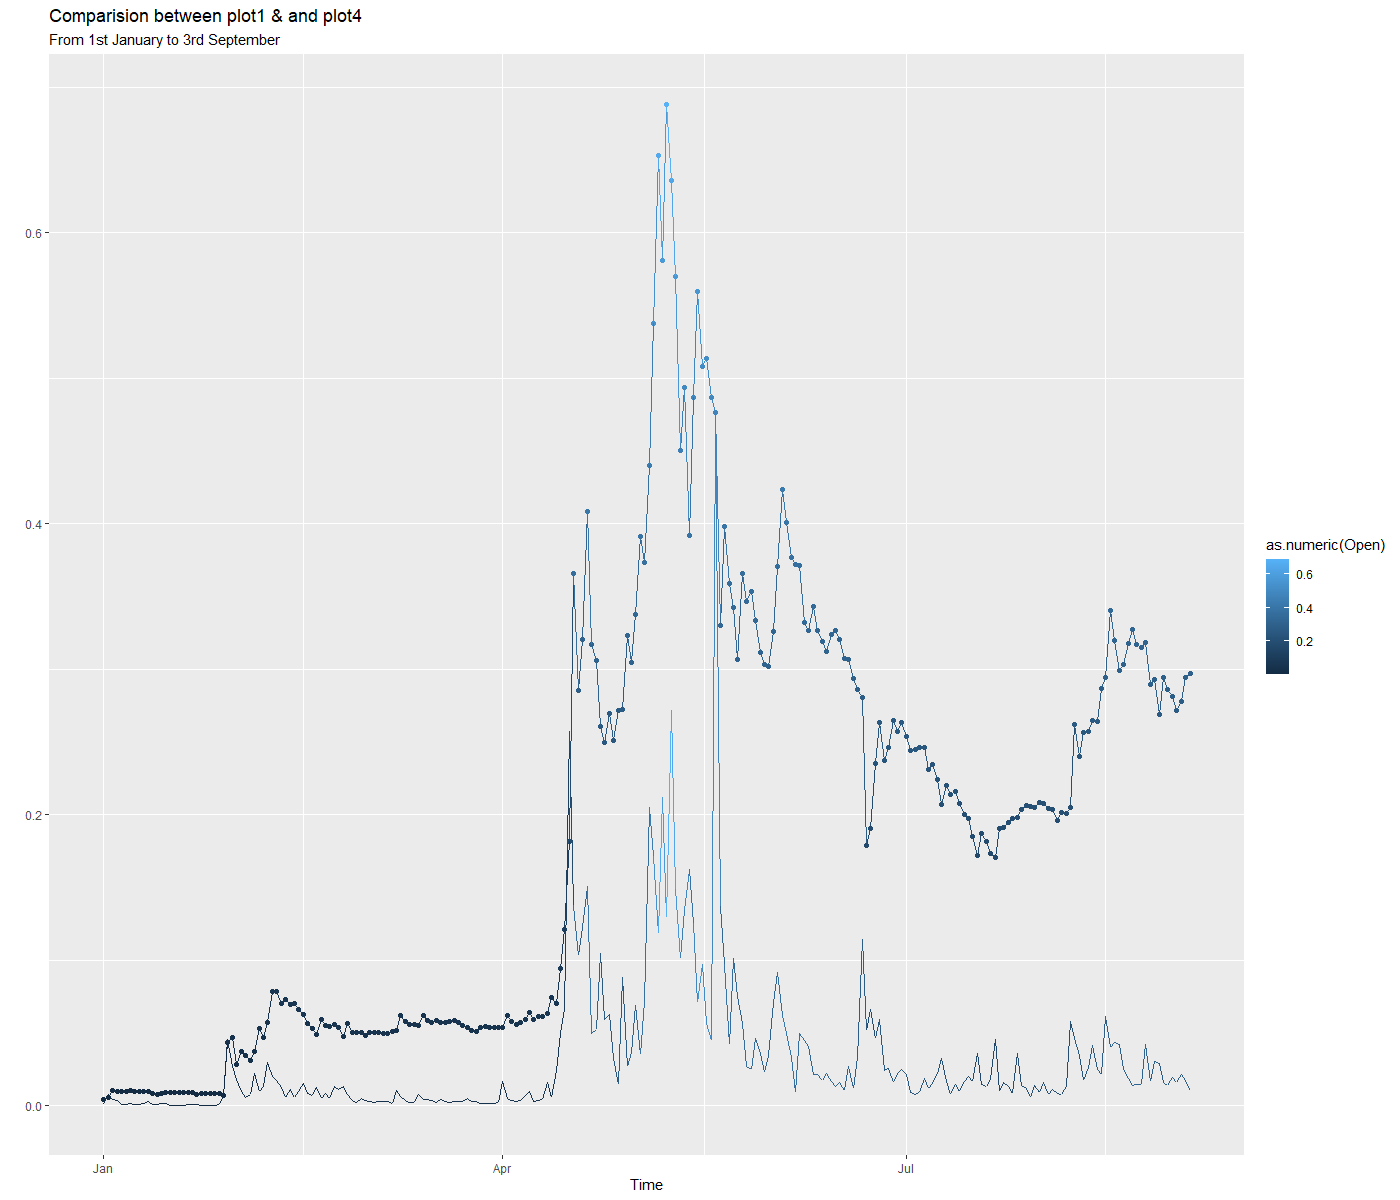 Comparision between plot1 & and plot4
From 1st January to 3rd September
0.6
0.4
0.2
0.0
Jan
Apr
Jul
Time
as.numeric(Open)
0.6
0.4
0.2